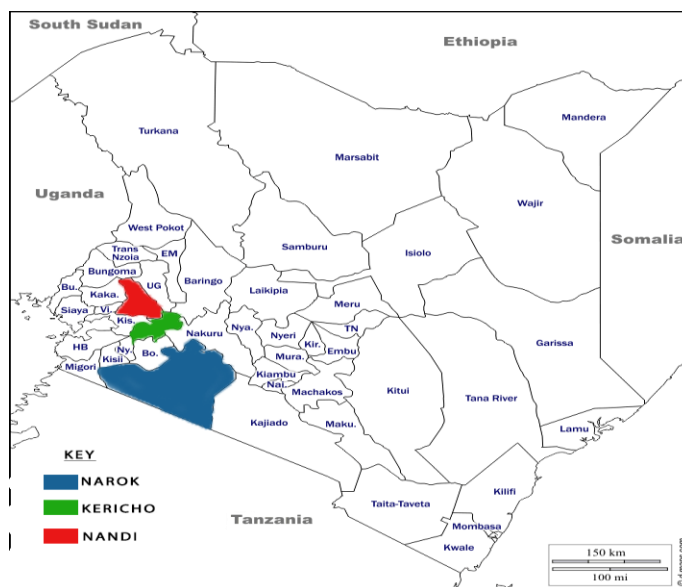 South Sudan
Ethiopia
Mandera
Turkana
Marsabit
Wajir
Uganda
West Pokot
Somalia
Trans
Nzoia
EM
Samburu
Isiolo
Bungoma
UG
Baringo
Bu.
Kaka.
Laikipia
Meru
Siaya
Vi.
Kis.
Nya.
TN
Nakuru
Nyeri
Kir.
Garissa
HB
Ny.
Bo.
Mura.
Embu
Kisii
Migori
Kiambu
Nai.
Machakos
Kitui
Tana River
Kajiado
Maku.
Lamu
KEY
NAROK
KERICHO
NANDI
Taita-Taveta
Kilifi
Tanzania
Mombasa
Kwale
150 km
100 mi